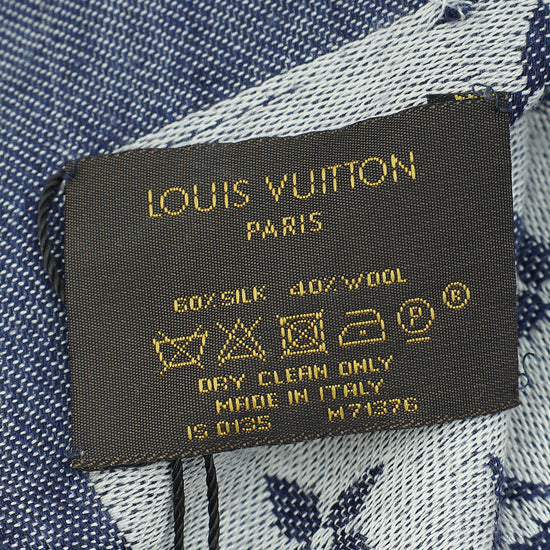 LOUIS VUITTON
PARIS
60% SILK 40% WOOL
P ®
DRY CLEAN ONLY
MADE IN ITALY
IS 0135 M71376